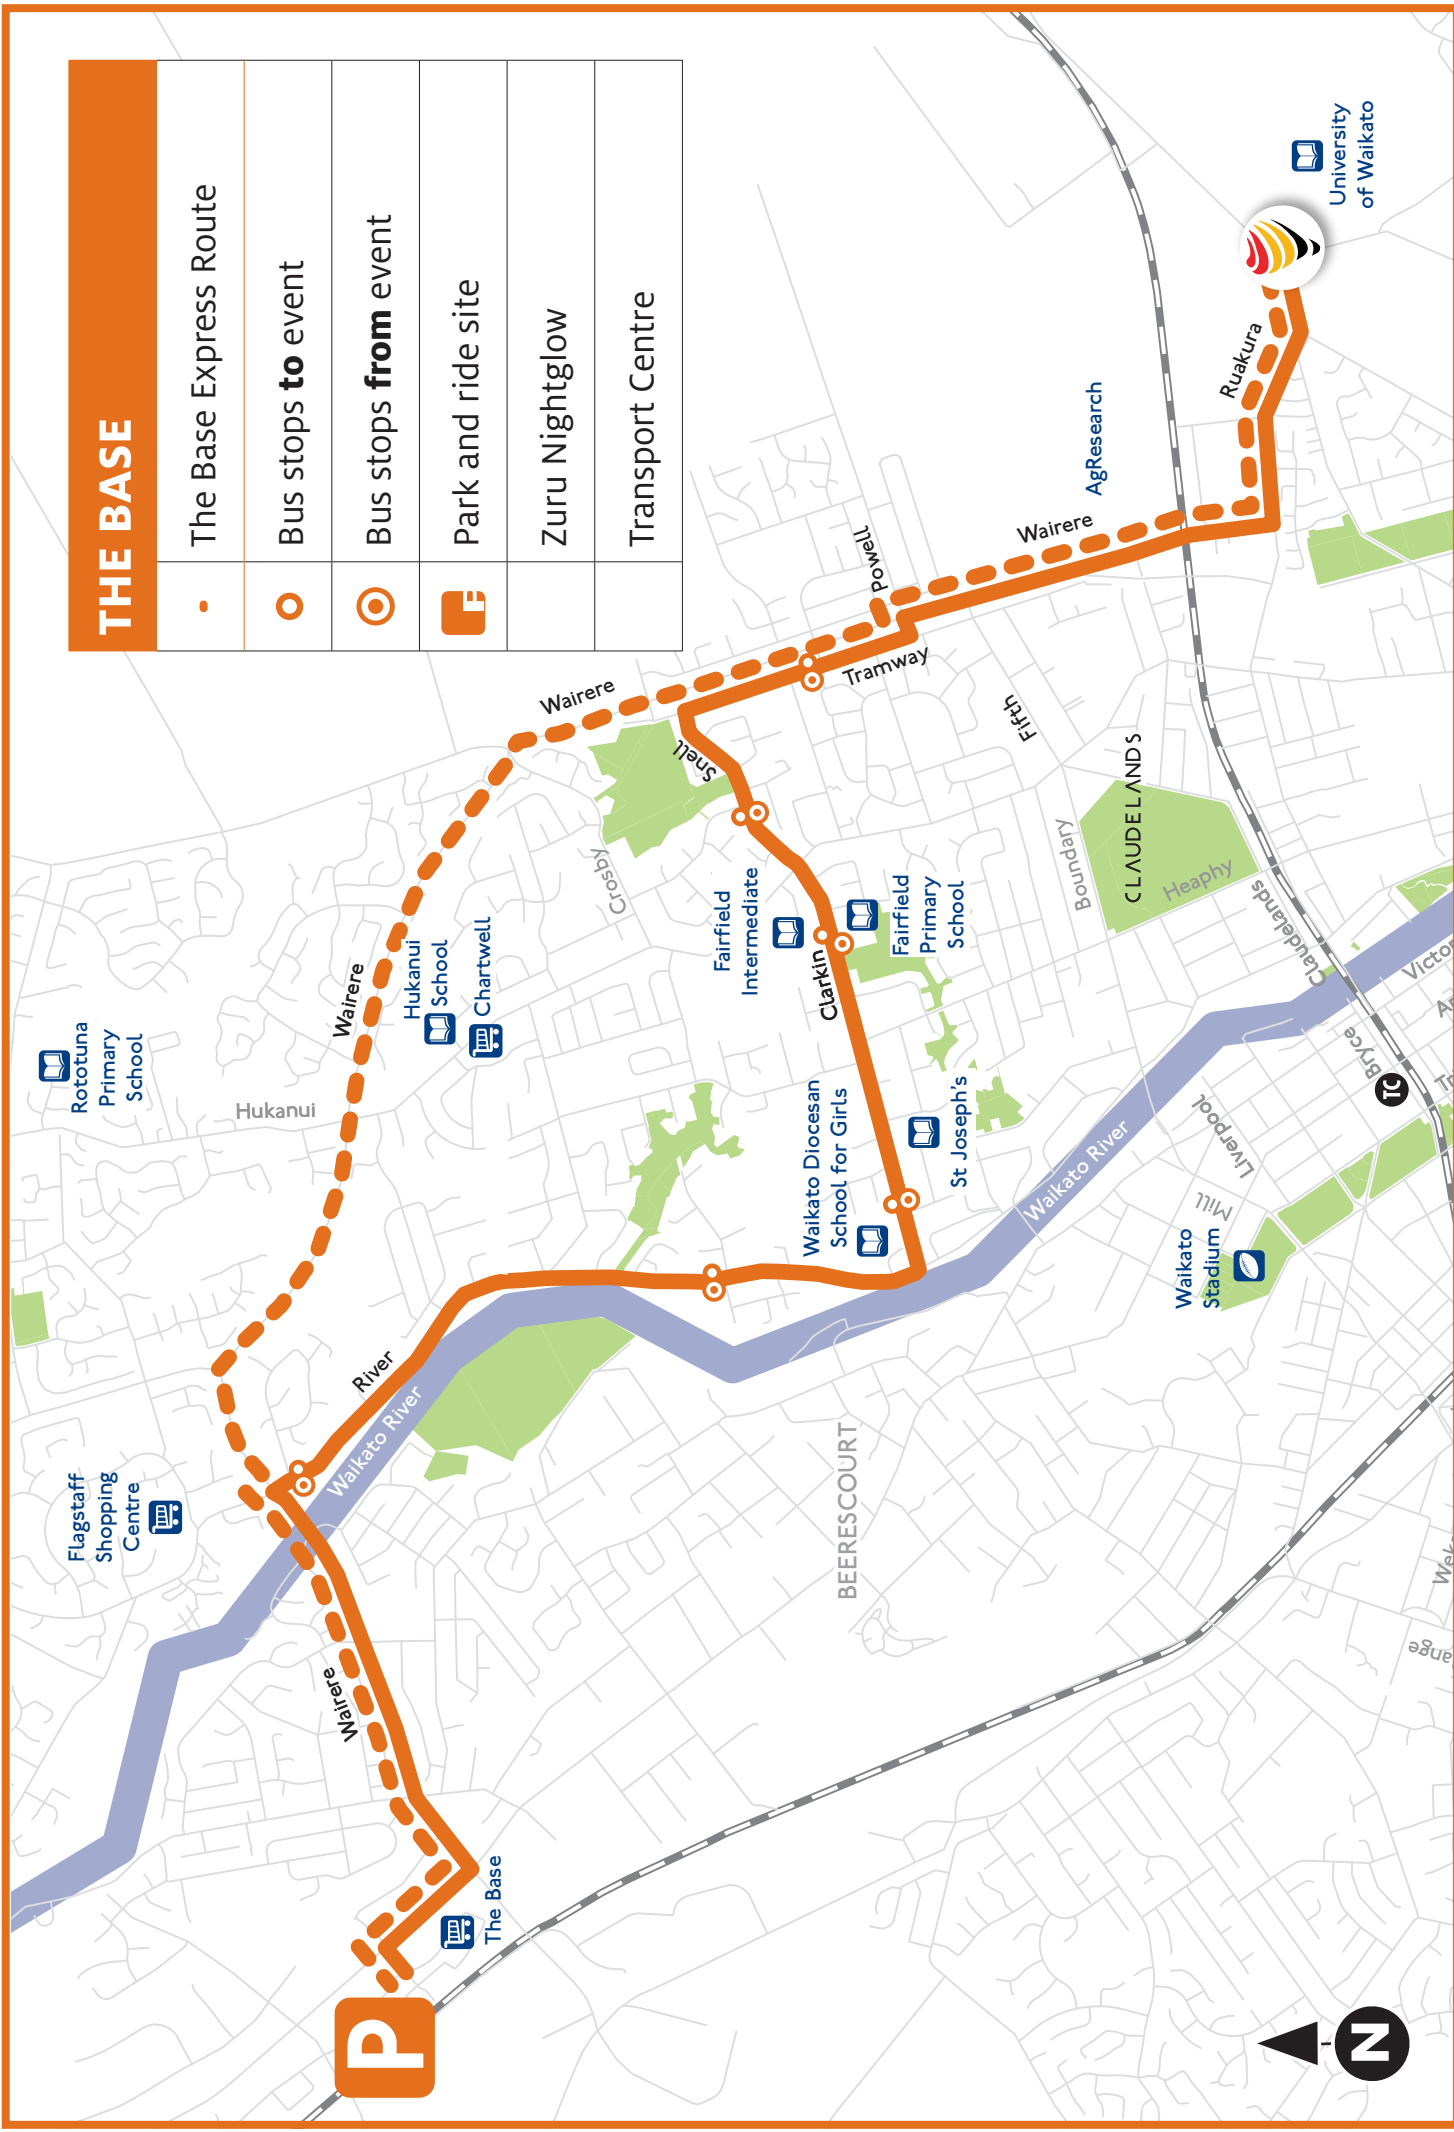 THE BASE
The Base Express Route
Bus stops to event
Bus stops from event
Park and ride site
Zuru Nightglow
Transport Centre
P
The Base
Wairere
Flagstaff
Shopping
Centre
River
Waikato River
Rototuna
Primary
School
Hukanui
Wairere
Hukanui
School
Chartwell
Wairere
Crosby
Snell
Fairfield
Intermediate
Clarkin
Fairfield
Primary
School
Waikato Diocesan
School for Girls
St Joseph's
Waikato River
Tramway
Powell
Wairere
AgResearch
Ruakura
University
of Waikato
Fifth
Boundary
CLAUDELANDS
Heaphy
Claudelands
Bryce
TC
Liverpool
Mill
Waikato
Stadium
BEERESCOURT
N